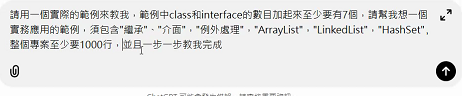 請用一個實際的範例來教我，範例中class和interface的數目加起來至少要有7個，請幫我想一個
實務應用的範例，須包含"繼承"、"介面"，"例外處理"，"ArrayList"，"LinkedList"，"HashSet"，
整個專案至少要1000行，並且一步一步教我完成